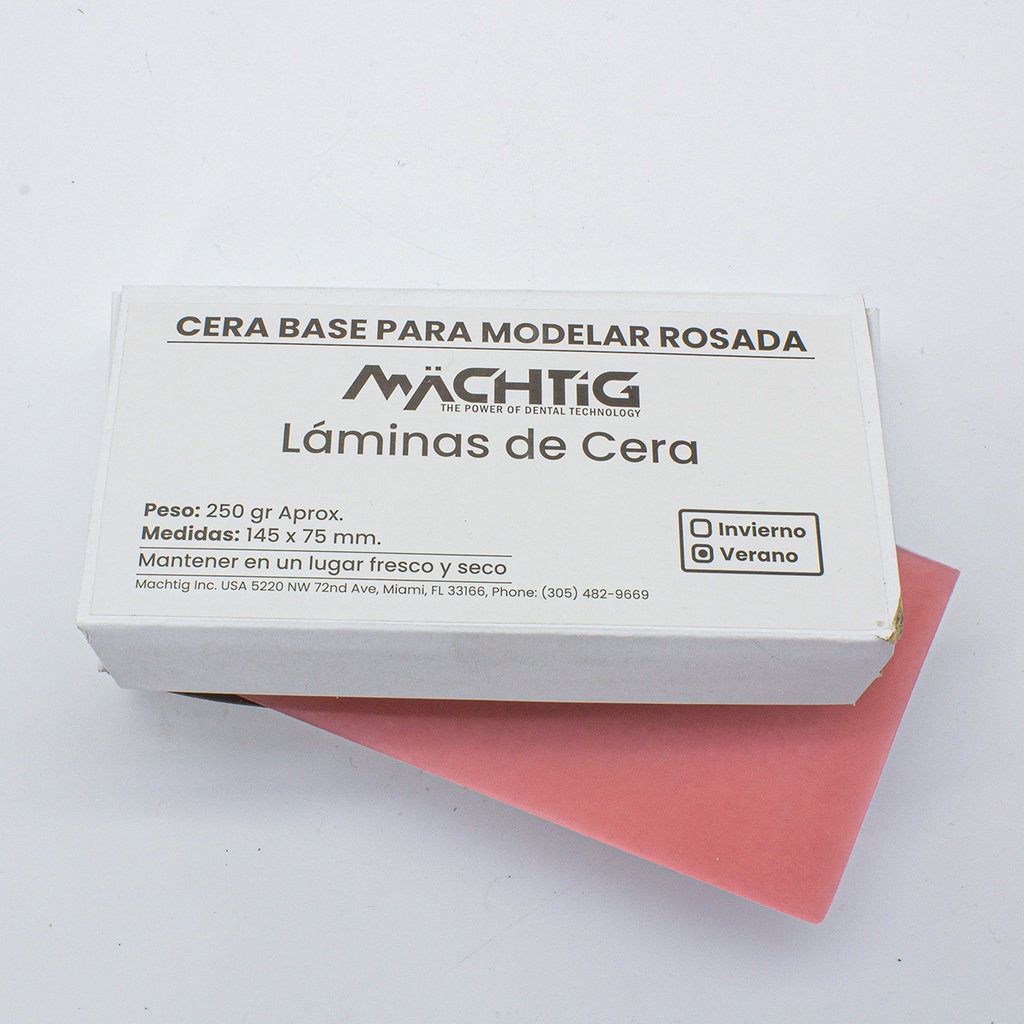 CERA BASE PARA MODELAR ROSADA
MÄCHTiG
THE POWER OF DENTAL TECHNOLOGY
Láminas de Cera
Peso: 250 gr Aprox.
Medidas: 145 x 75 mm.
Mantener en un lugar fresco y seco
Machtig Inc. USA 5220 NW 72nd Ave, Miami, FL 33166, Phone: (305) 482-9669
Invierno
Verano